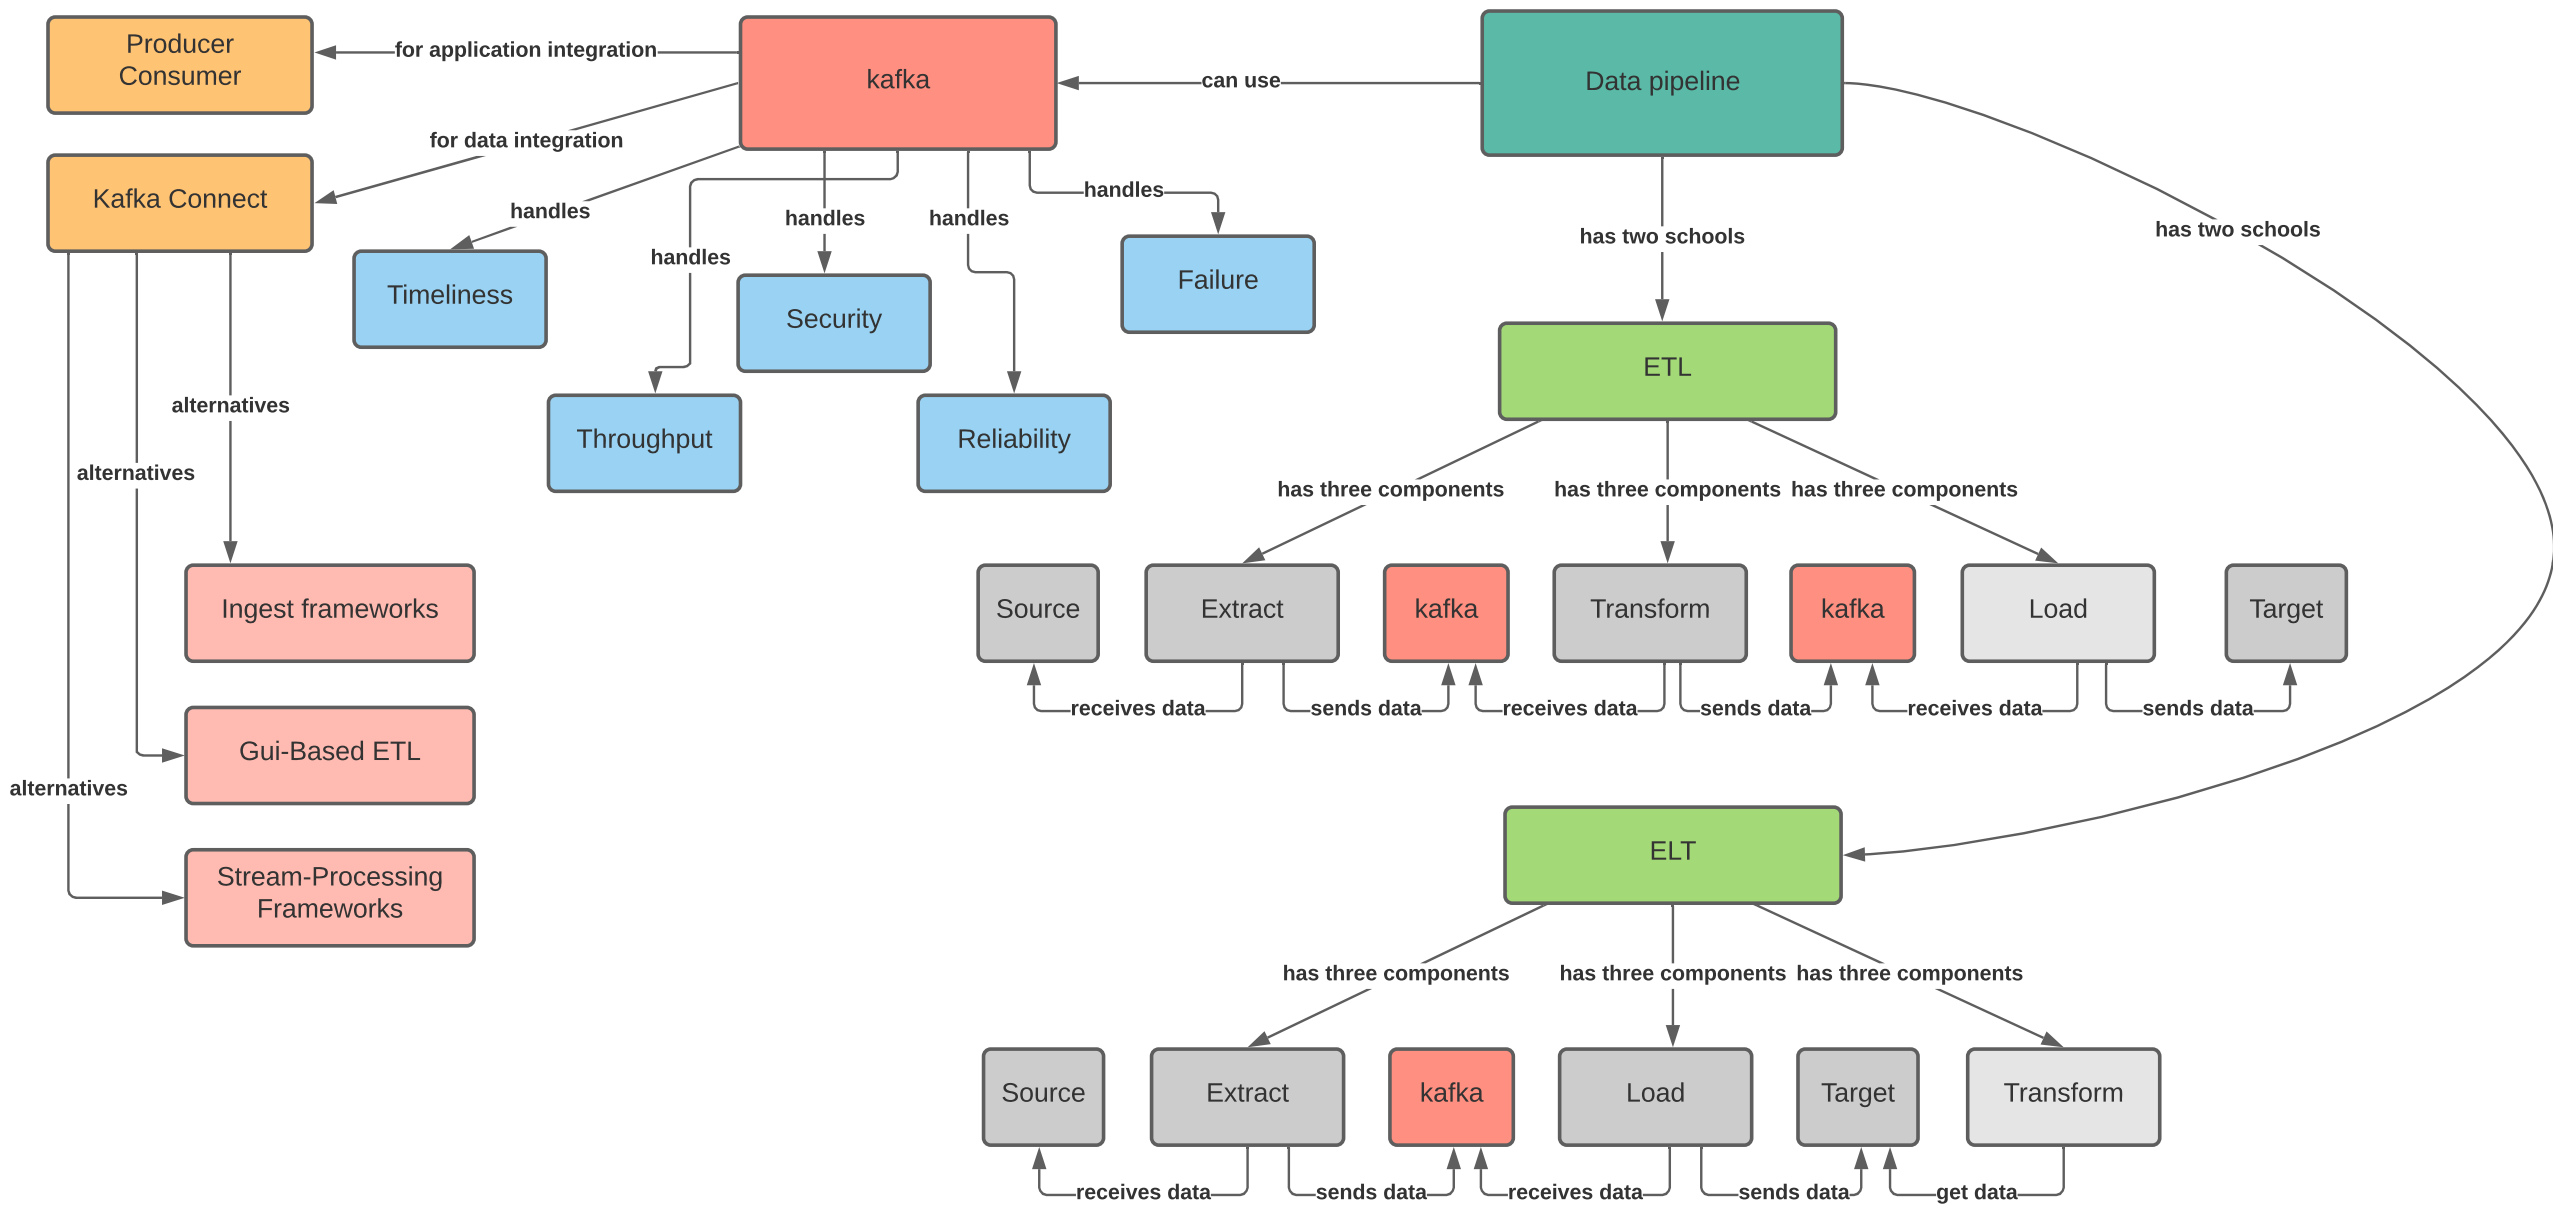 Producer
Consumer
for application integration
kafka
can use
Data pipeline
for data integration
Kafka Connect
handles
handles
handles
handles
handles
has two schools
has two schools
Timeliness
Security
Failure
Throughput
Reliability
ETL
alternatives
alternatives
alternatives
has three components
has three components
has three components
Ingest frameworks
Source
Extract
kafka
Transform
kafka
Load
Target
receives data
sends data
receives data
sends data
receives data
sends data
Gui-Based ETL
Stream-Processing
Frameworks
ELT
has three components
has three components
has three components
Source
Extract
kafka
Load
Target
Transform
receives data
sends data
receives data
sends data
get data